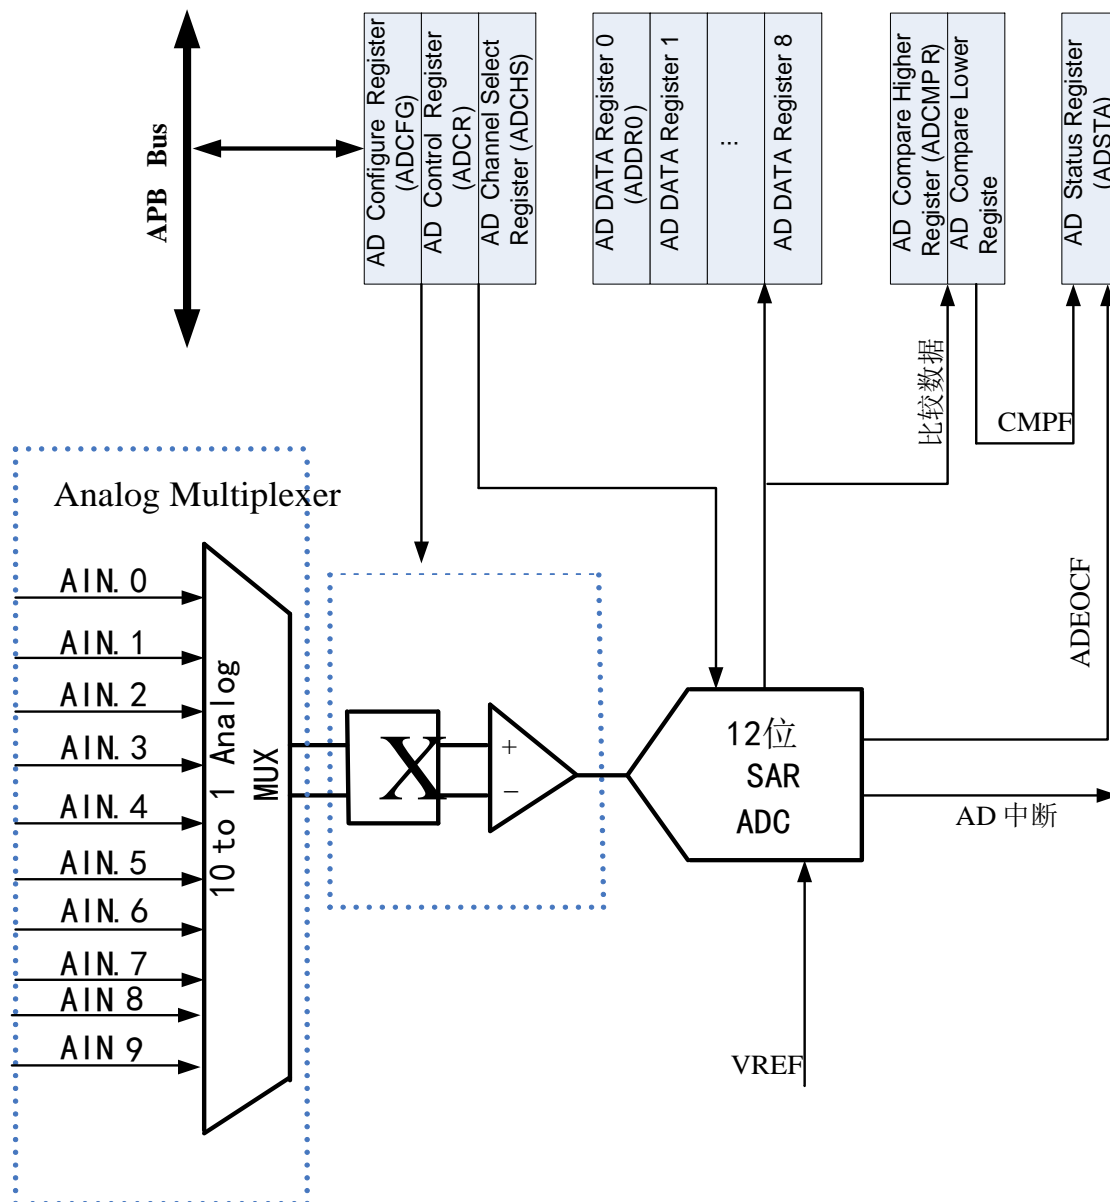 APB Bus
AD Configure Register
(ADCFG)
AD Control Register
(ADCR)
AD Channel Select
Register (ADCHS)
AD DATA Register 0
(ADDR0)
AD DATA Register 1
...
AD DATA Register 8
AD Compare Higher
Register (ADCMP R)
AD Compare Lower
Registe
AD Status Register
(ADSTA)
比较数据
CMPF
ADEOCF
Analog Multiplexer
AIN. 0
AIN. 1
AIN. 2
AIN. 3
AIN. 4
AIN. 5
AIN. 6
AIN. 7
AIN 8
AIN 9
10 to 1 Analog
MUX
X
+
−
12位
SAR
ADC
AD 中断
VREF